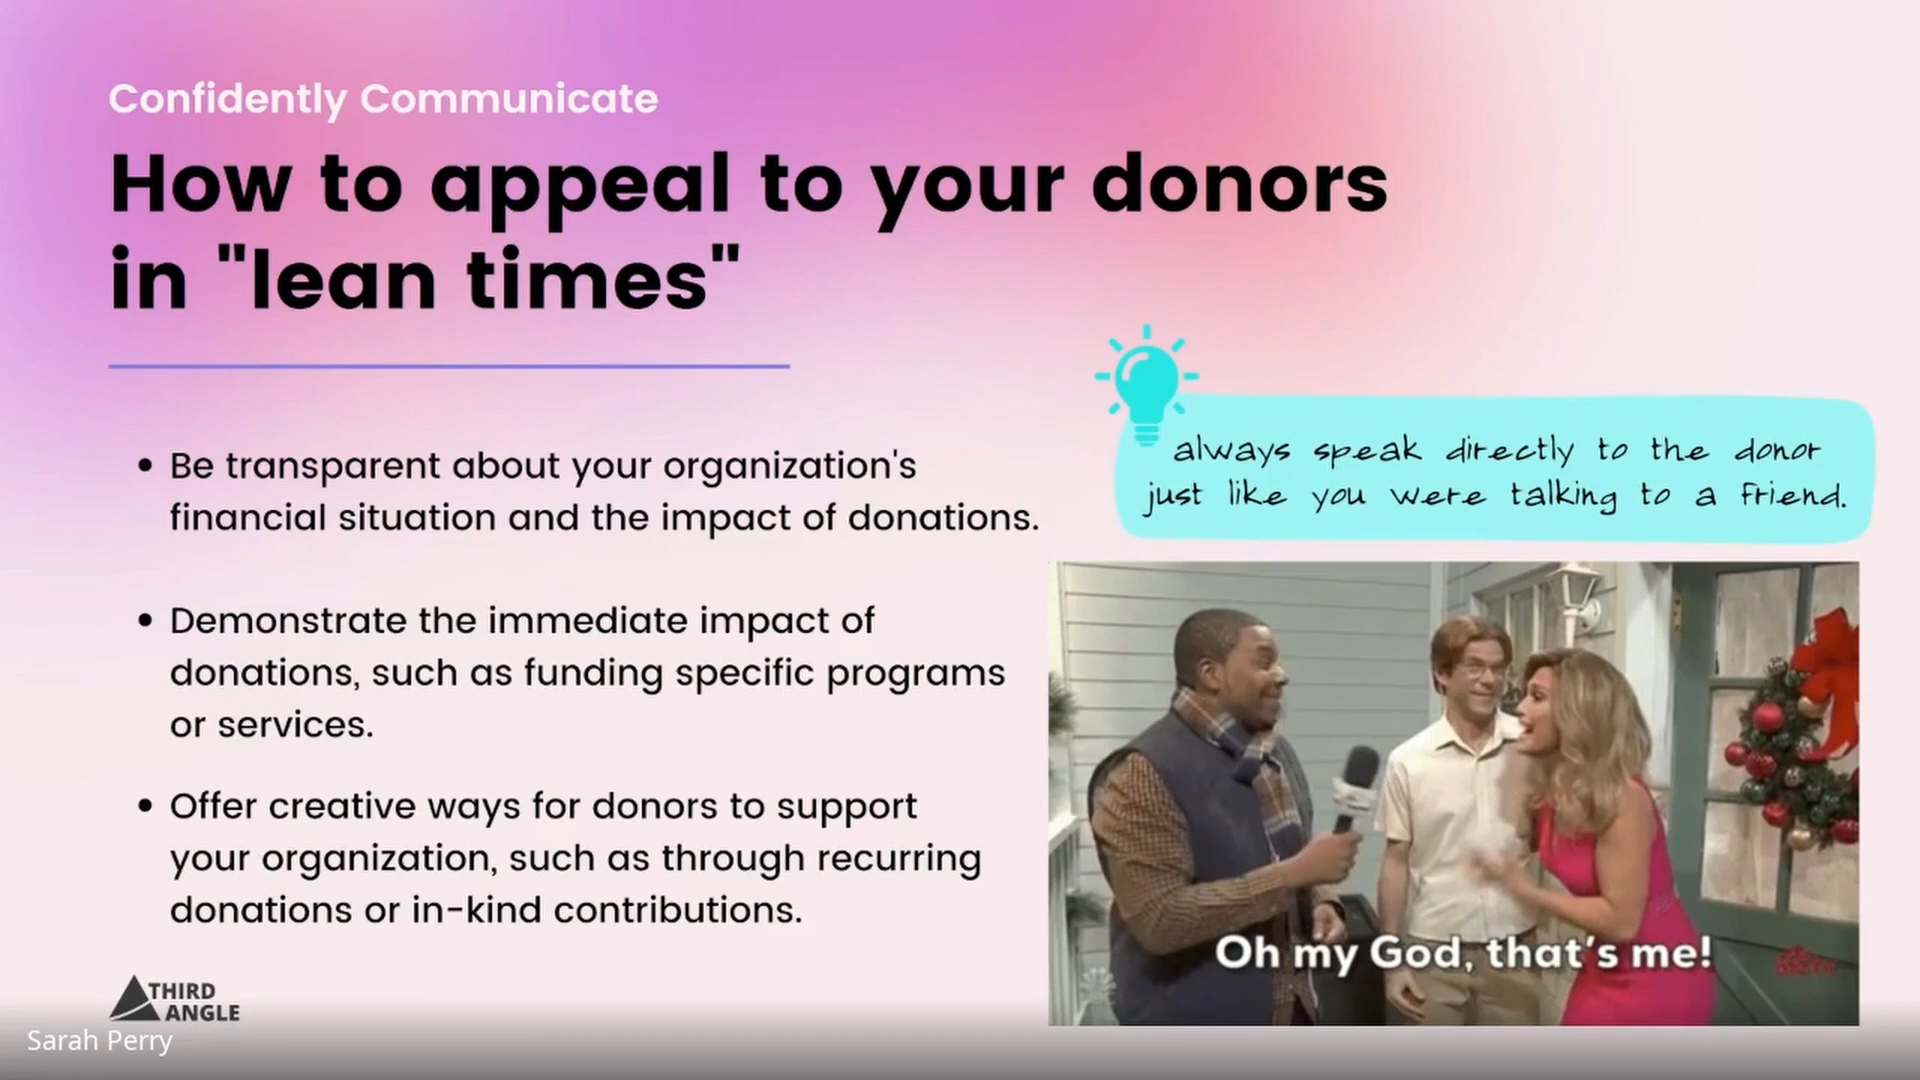 Confidently Communicate
How to appeal to your donors
in "lean times"
always speak directly to the donor
just like you were talking to a friend.
• Be transparent about your organization's
financial situation and the impact of donations.
• Demonstrate the immediate impact of
donations, such as funding specific programs
or services.
• Offer creative ways for donors to support
your organization, such as through recurring
donations or in-kind contributions.
Oh my God, that's me!
THIRD
ANGLE
Sarah Perry